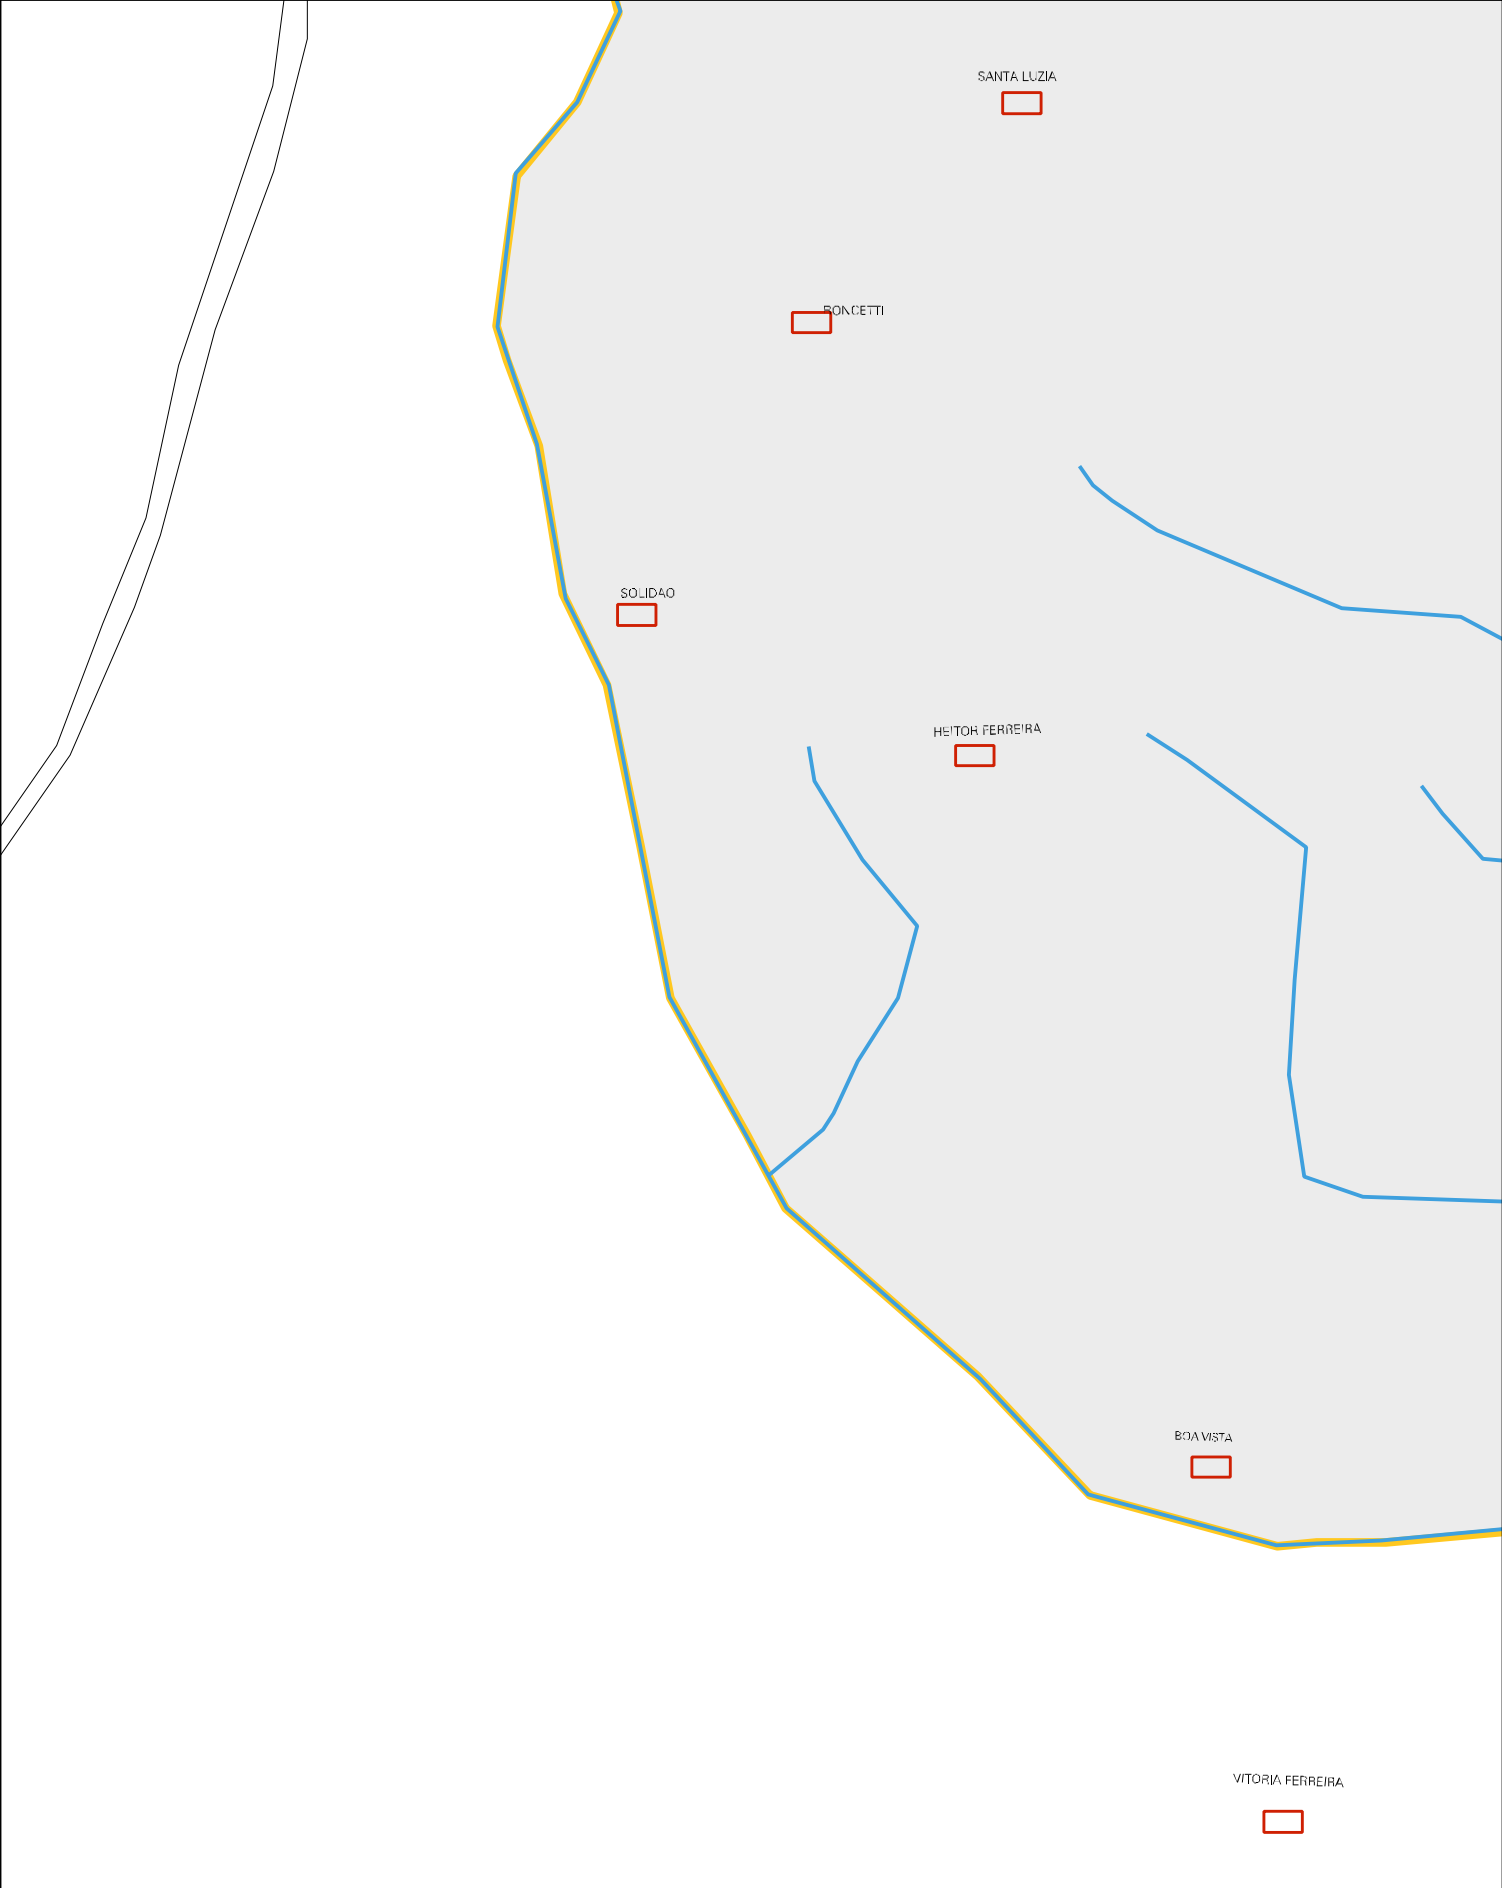 SANTA LUZIA
RONCETTI
SOLIDAO
HEITOR FERREIRA
BOA VISTA
VITORIA FERREIRA